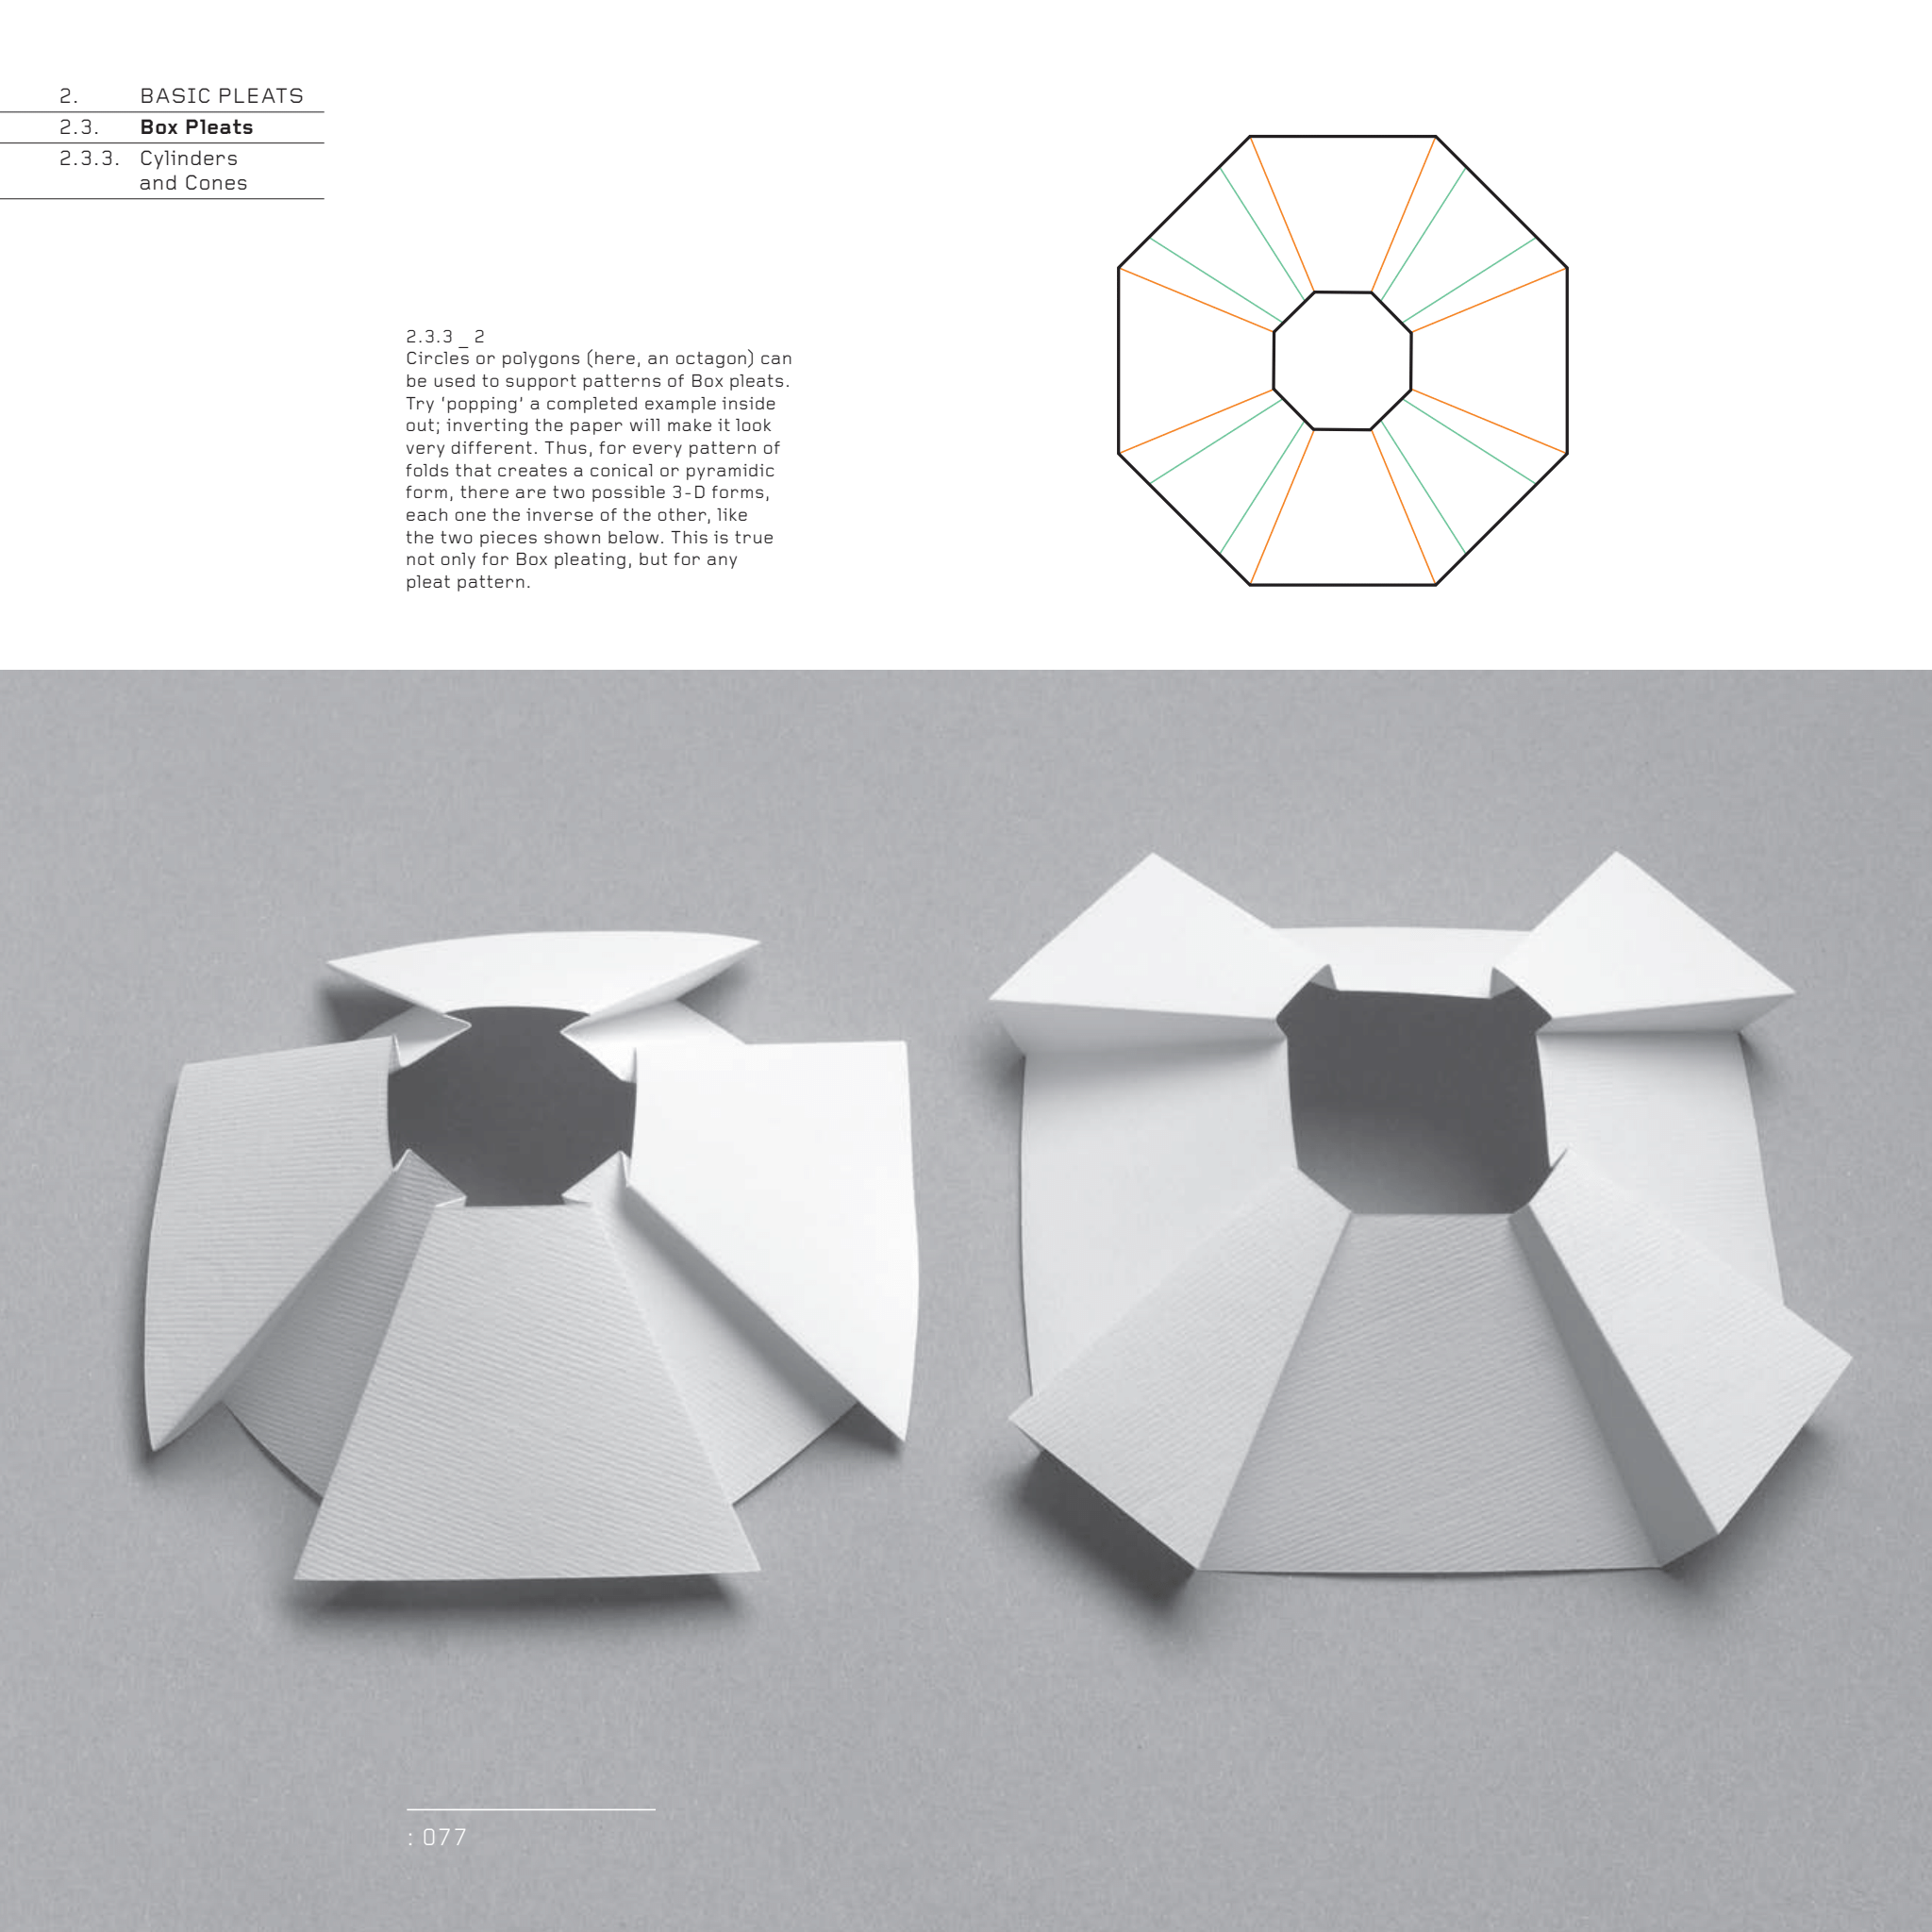 2. BASIC PLEATS
2.3. Box Pleats
2.3.3. Cylinders
and Cones
2.3.3 _ 2
Circles or polygons (here, an octagon) can
be used to support patterns of Box pleats.
Try ‘popping’ a completed example inside
out; inverting the paper will make it look
very different. Thus, for every pattern of
folds that creates a conical or pyramidic
form, there are two possible 3-D forms,
each one the inverse of the other, like
the two pieces shown below. This is true
not only for Box pleating, but for any
pleat pattern.
: 077